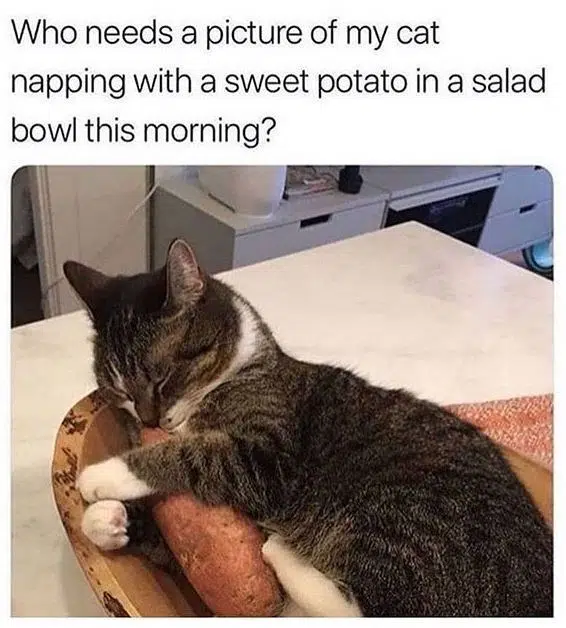 Who needs a picture of my cat
napping with a sweet potato in a salad
bowl this morning?